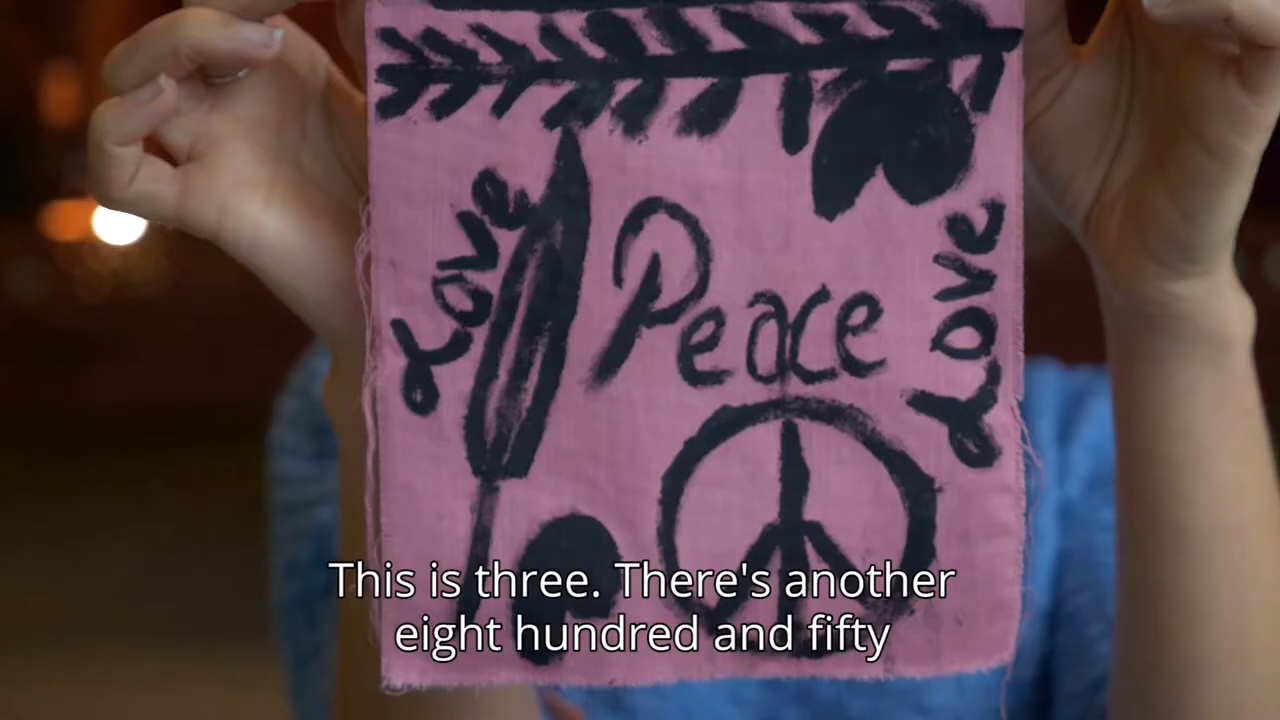 Love
Peace
Love
This is three. There's another
eight hundred and fifty